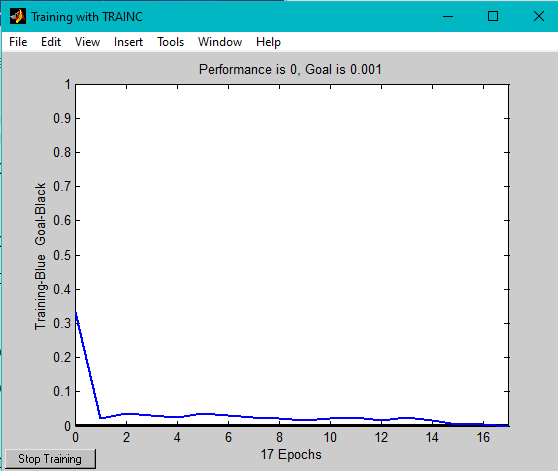 Training with TRAINC
File Edit View Insert Tools Window Help
Performance is 0, Goal is 0.001
1
0.9
0.8
0.7
0.6
0.5
0.4
0.3
0.2
0.1
0
Training-Blue Goal-Black
0 2 4 6 8 10 12 14 16
17 Epochs
Stop Training